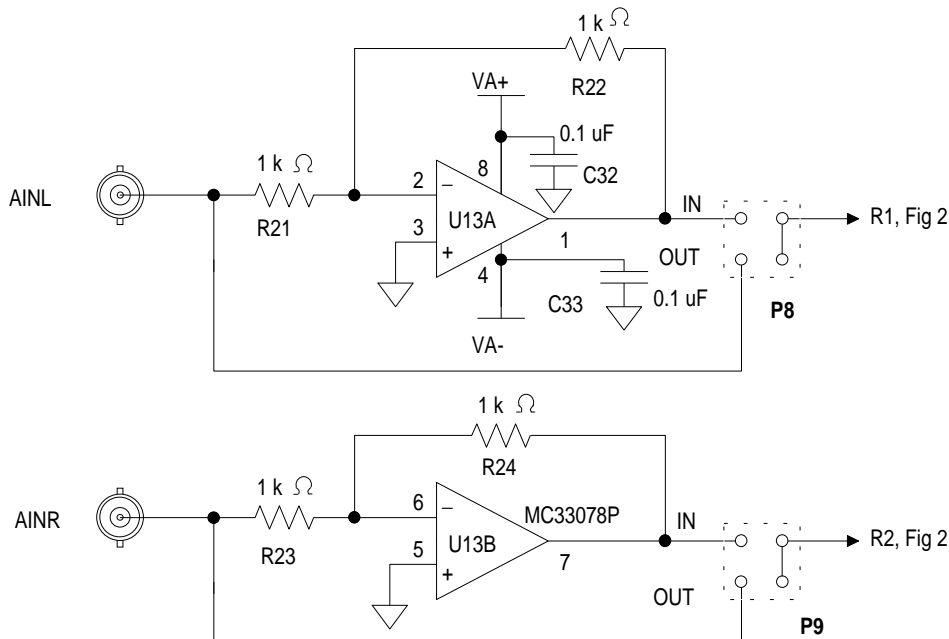 1 k Ω
R22
VA+
0.1 uF
C32
8
1 k Ω
AINL
R21
2
−
U13A
3
+
1
4
IN
R1, Fig 2
OUT
C33
0.1 uF
P8
VA-
1 k Ω
R24
1 k Ω
AINR
R23
6
−
MC33078P
U13B
5
+
7
IN
R2, Fig 2
OUT
P9